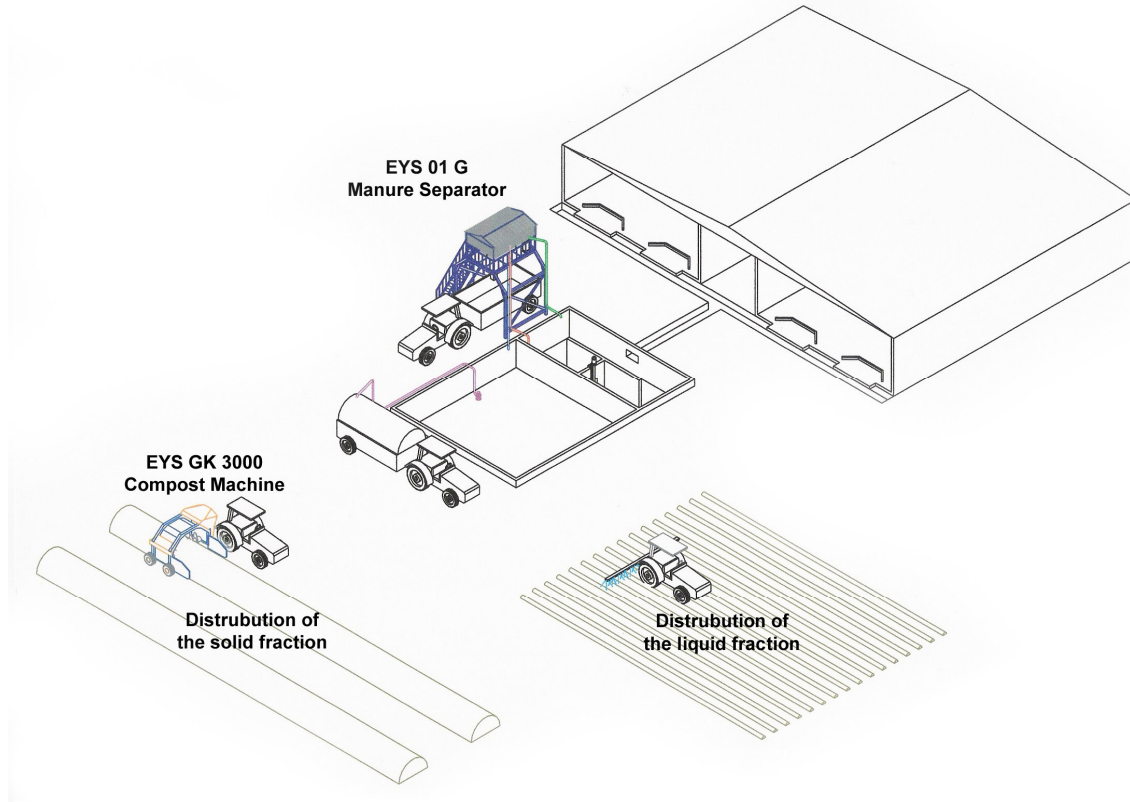 EYS 01 G
Manure Separator
EYS GK 3000
Compost Machine
Distrubution of
the solid fraction
Distrubution of
the liquid fraction